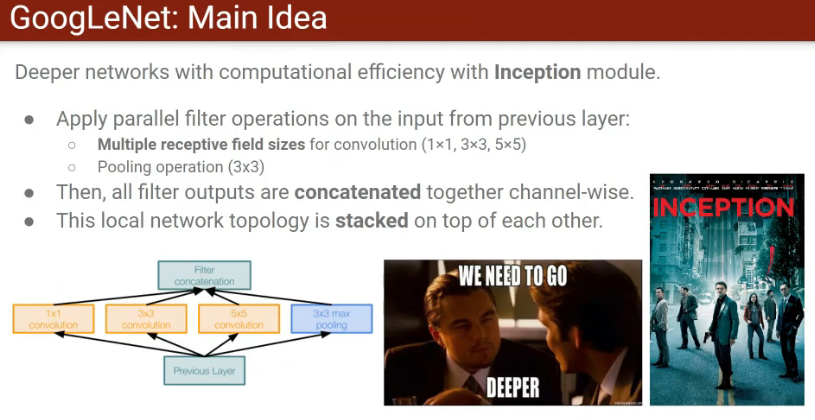 GoogLeNet: Main Idea
Deeper networks with computational efficiency with Inception module.
● Apply parallel filter operations on the input from previous layer:
○ Multiple receptive field sizes for convolution (1×1, 3×3, 5×5)
○ Pooling operation (3x3)
● Then, all filter outputs are concatenated together channel-wise.
● This local network topology is stacked on top of each other.
Filter
concatenation
1x1
convolution
3x3
convolution
5x5
convolution
3x3 max
pooling
Previous Layer
WE NEED TO GO
DEEPER
LEONARDO DICAPRIO
INCEPTION